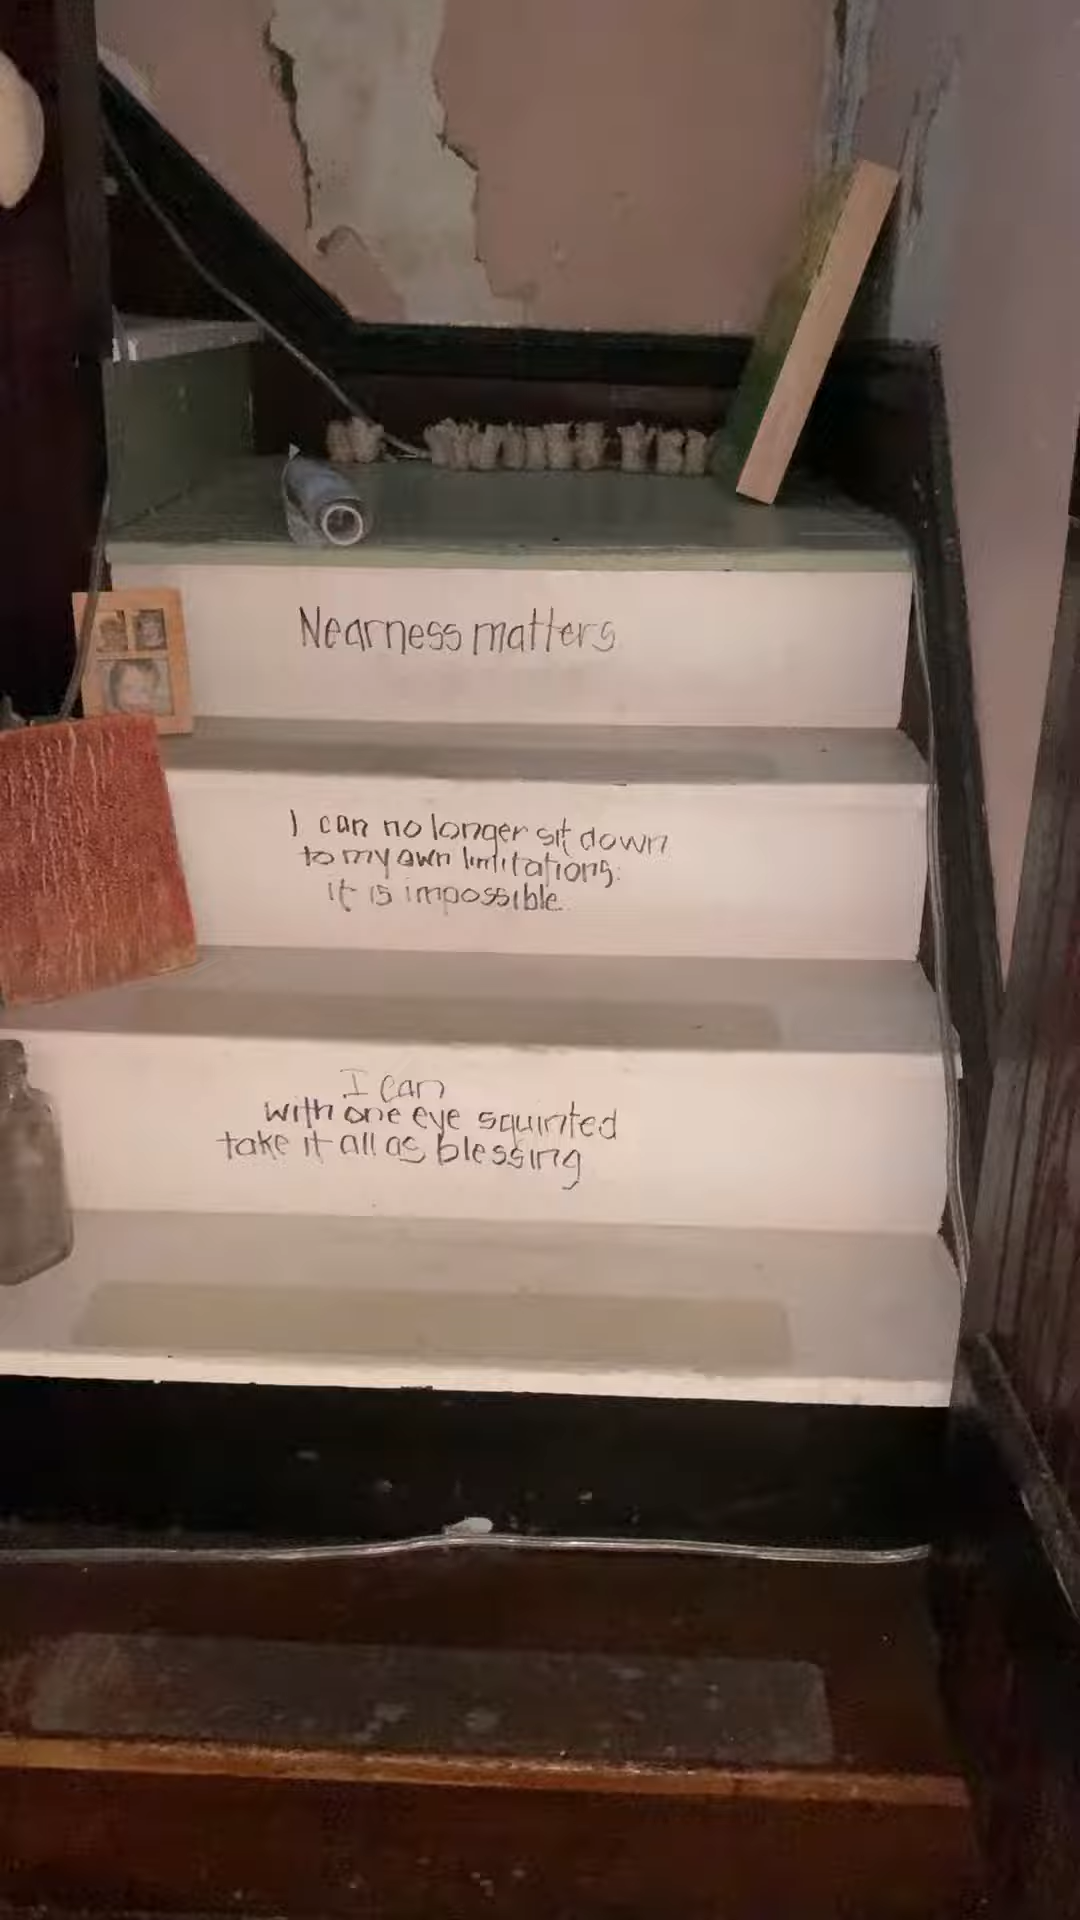 Nearness matters
I can no longer sit down
to my own limitations:
it is impossible.
I can
with one eye squinted
take it all as blessing